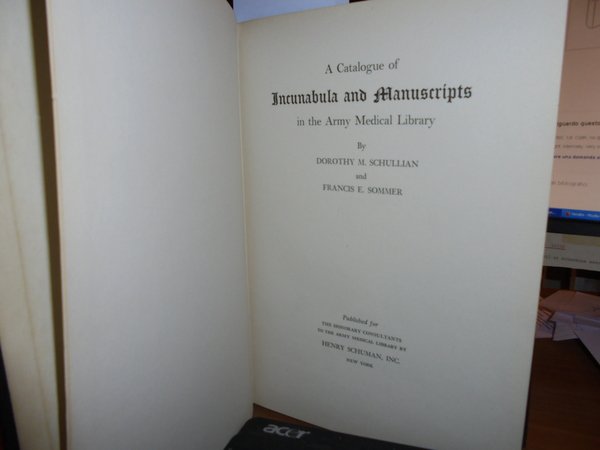 A Catalogue of
Incunabula and Manuscripts
in the Army Medical Library
By
DOROTHY M. SCHULLIAN
and
FRANCIS E. SOMMER
Published for
THE HONORARY CONSULTANTS
TO THE ARMY MEDICAL LIBRARY BY
HENRY SCHUMAN, INC.
NEW YORK
acer